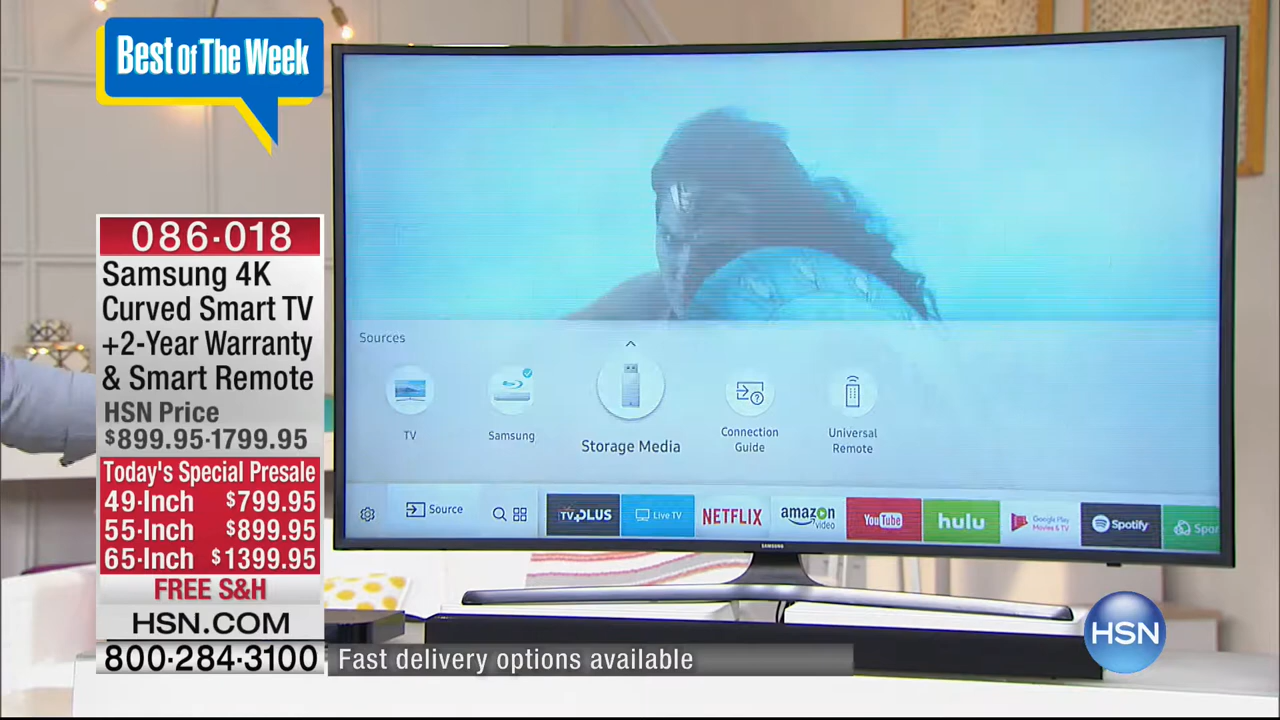 Best Of The Week
086·018
Samsung 4K
Curved Smart TV
+2-Year Warranty
& Smart Remote
HSN Price
$899.95-1799.95
Today's Special Presale
49-Inch $799.95
55-Inch $899.95
65-Inch $1399.95
FREE S&H
HSN.COM
800·284·3100
Fast delivery options available
HSN
Sources
TV
Samsung
Storage Media
Connection
Guide
Universal
Remote
Source
TV PLUS
Live TV
NETFLIX
amazon
video
YouTube
hulu
Google Play
Movies & TV
Spotify
Spor
SAMSUNG